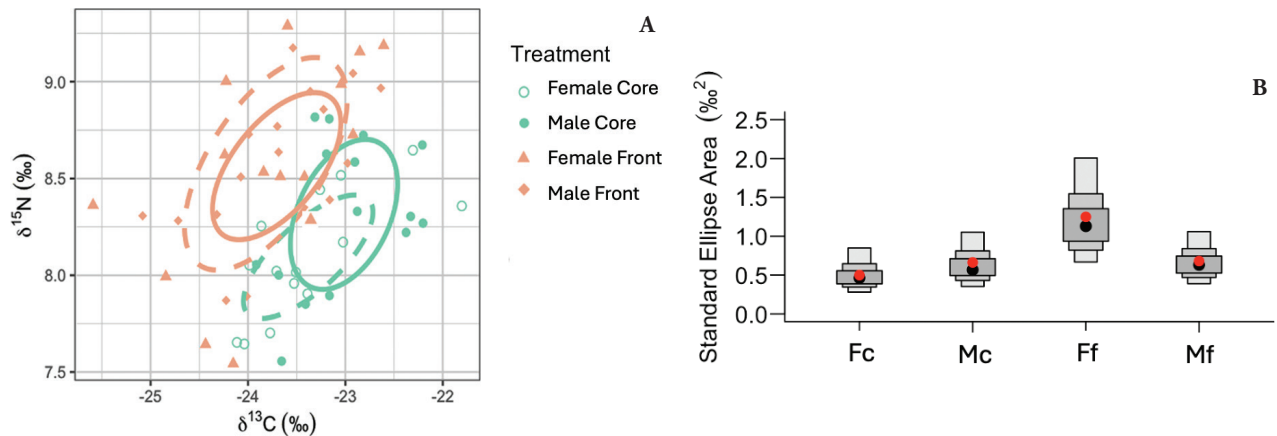 A
9.0
8.5
8.0
7.5
-25
-24
-23
-22
δ15N (‰)
δ13C (‰)
Treatment
Female Core
Male Core
Female Front
Male Front
B
Standard Ellipse Area (‰2)
2.5
2.0
1.5
1.0
0.5
0.0
Fc
Mc
Ff
Mf